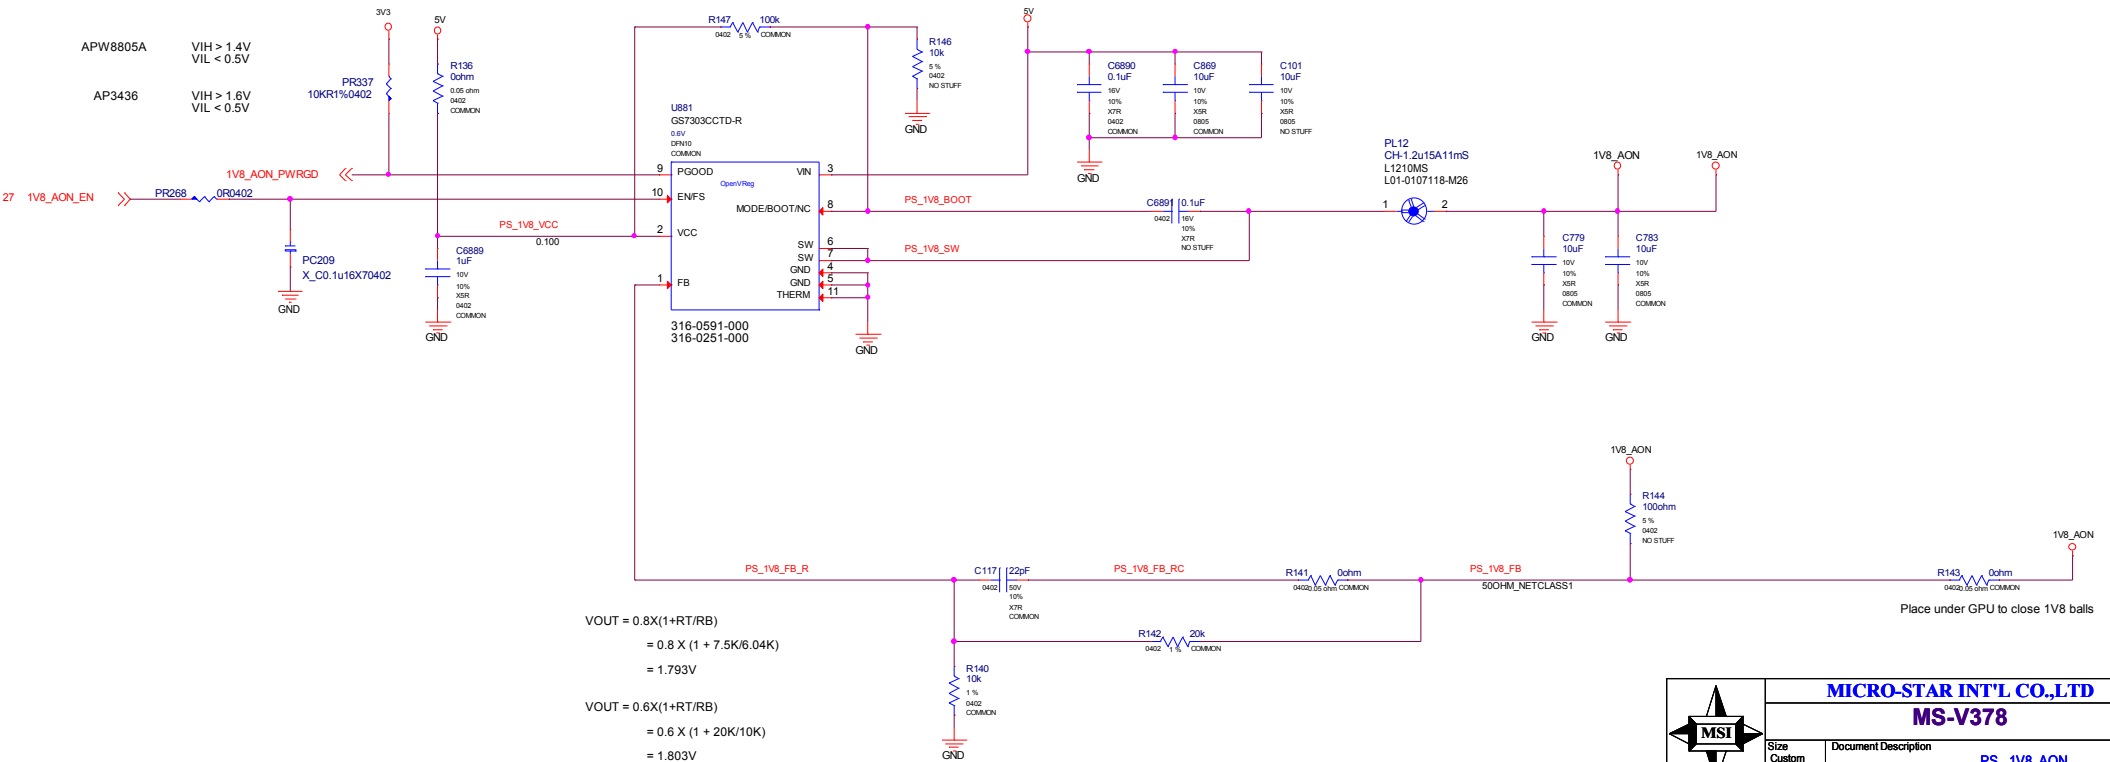 APW8805A VIH > 1.4V
VIL < 0.5V
AP3436 VIH > 1.6V
VIL < 0.5V
3V3
PR337
10KR1%0402
5V
R136
0ohm
0.05 ohm
0402
COMMON
R147 100k
0402 5 % COMMON
R146
10k
5 %
0402
NO STUFF
GND
5V
C6890
0.1uF
16V
10%
X7R
0402
COMMON
C869
10uF
10V
10%
X5R
0805
COMMON
C101
10uF
10V
10%
X5R
0805
NO STUFF
GND
U881
GS7303CCTD-R
0.6V
DFN10
COMMON
OpenVReg
9 PGOOD
10 EN/FS
2 VCC
1 FB
VIN 3
MODE/BOOT/NC 8
SW 6
SW 7
GND 4
GND 5
THERM 11
316-0591-000
316-0251-000
GND
1V8_AON_PWRGD
27 1V8_AON_EN
PR268 0R0402
PC209
X_C0.1u16X70402
GND
PS_1V8_VCC
0.100
C6889
1uF
10V
10%
X5R
0402
COMMON
GND
PS_1V8_BOOT
C6891 0.1uF
0402 16V
10%
X7R
NO STUFF
PS_1V8_SW
PL12
CH-1.2u15A11mS
L1210MS
L01-0107118-M26
1 2
1V8_AON
1V8_AON
C779
10uF
10V
10%
X5R
0805
COMMON
GND
C783
10uF
10V
10%
X5R
0805
COMMON
GND
1V8_AON
R144
100ohm
5 %
0402
NO STUFF
1V8_AON
PS_1V8_FB_R
C117 22pF
0402 50V
10%
X7R
COMMON
PS_1V8_FB_RC
R141 0ohm
0402 0.05 ohm COMMON
PS_1V8_FB
50OHM_NETCLASS1
R143 0ohm
0402 0.05 ohm COMMON
Place under GPU to close 1V8 balls
R142 20k
0402 1 % COMMON
R140
10k
1 %
0402
COMMON
GND
VOUT = 0.8X(1+RT/RB)
= 0.8 X (1 + 7.5K/6.04K)
= 1.793V
VOUT = 0.6X(1+RT/RB)
= 0.6 X (1 + 20K/10K)
= 1.803V
MSI
MICRO-STAR INT'L CO.,LTD
MS-V378
Size
Custom
Document Description
PS_1V8_AON